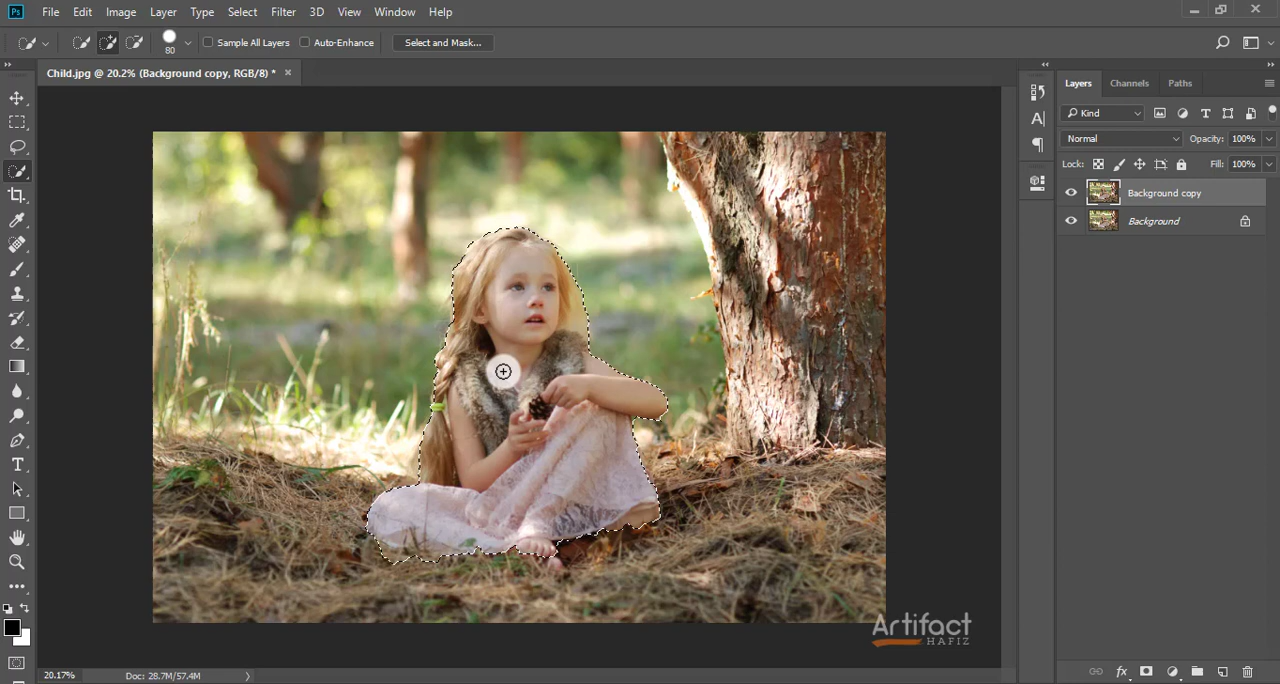 Ps File Edit Image Layer Type Select Filter 3D View Window Help
80 Sample All Layers Auto-Enhance Select and Mask...
Child.jpg @ 20.2% (Background copy, RGB/8) * ×
Layers Channels Paths
Kind
Normal Opacity: 100%
Lock: Fill: 100%
Background copy
Background
Artifact
HAFIZ
20.17% Doc: 28.7M/57.4M
fx